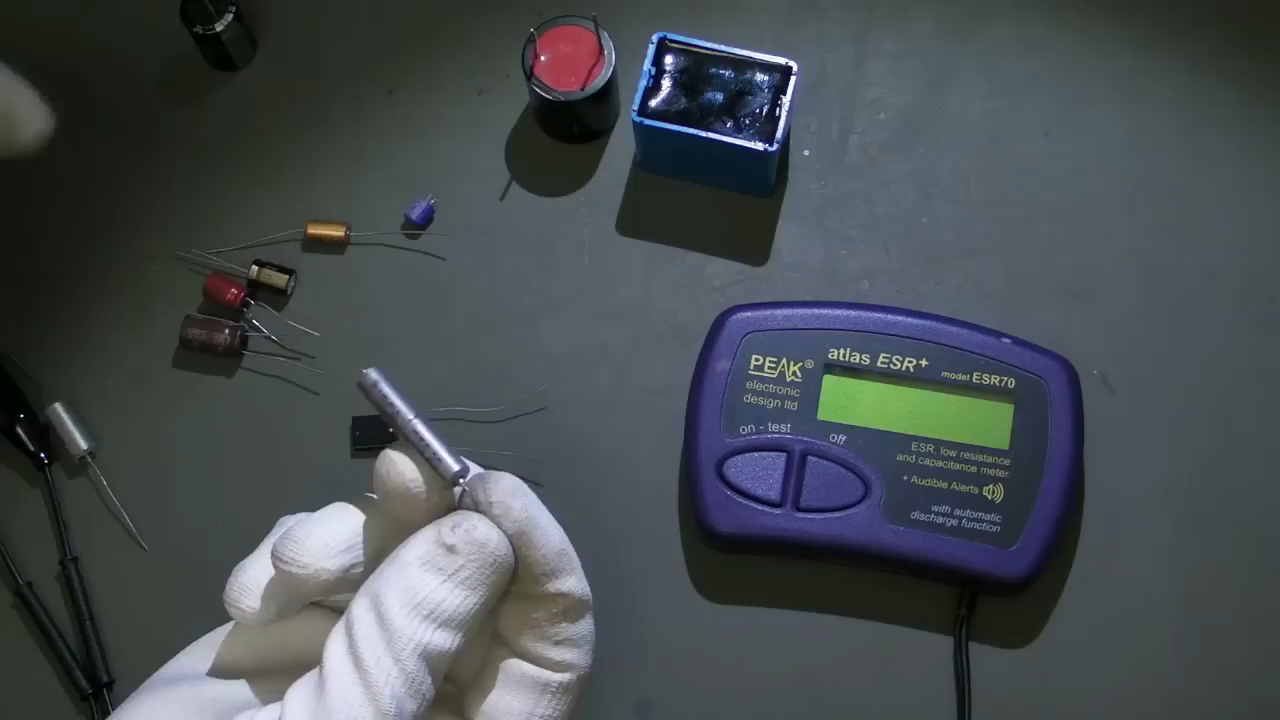 PEAK®
electronic
design ltd
atlas ESR+
model ESR70
on - test
off
ESR, low resistance
and capacitance meter
+ Audible Alerts
with automatic
discharge function